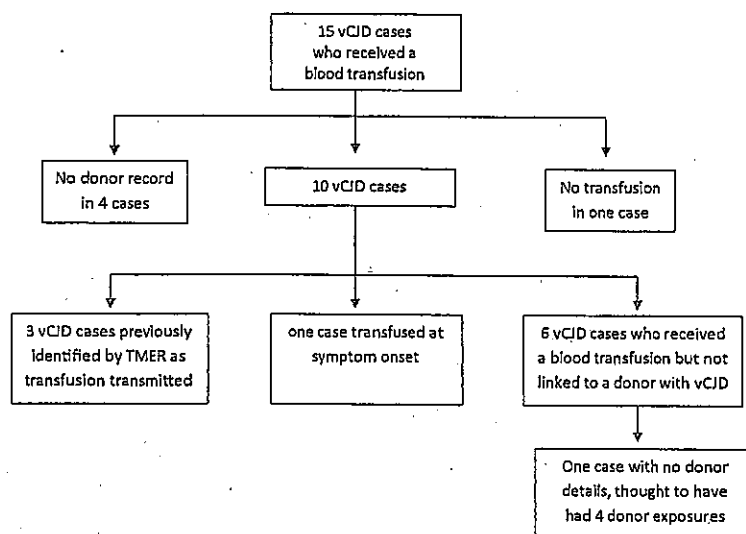 15 vCJD cases
who received a
blood transfusion
No donor record
in 4 cases
10 vCJD cases
No transfusion
in one case
3 vCJD cases previously
identified by TMER as
transfusion transmitted
one case transfused at
symptom onset
6 vCJD cases who received
a blood transfusion but not
linked to a donor with vCJD
One case with no donor
details, thought to have
had 4 donor exposures